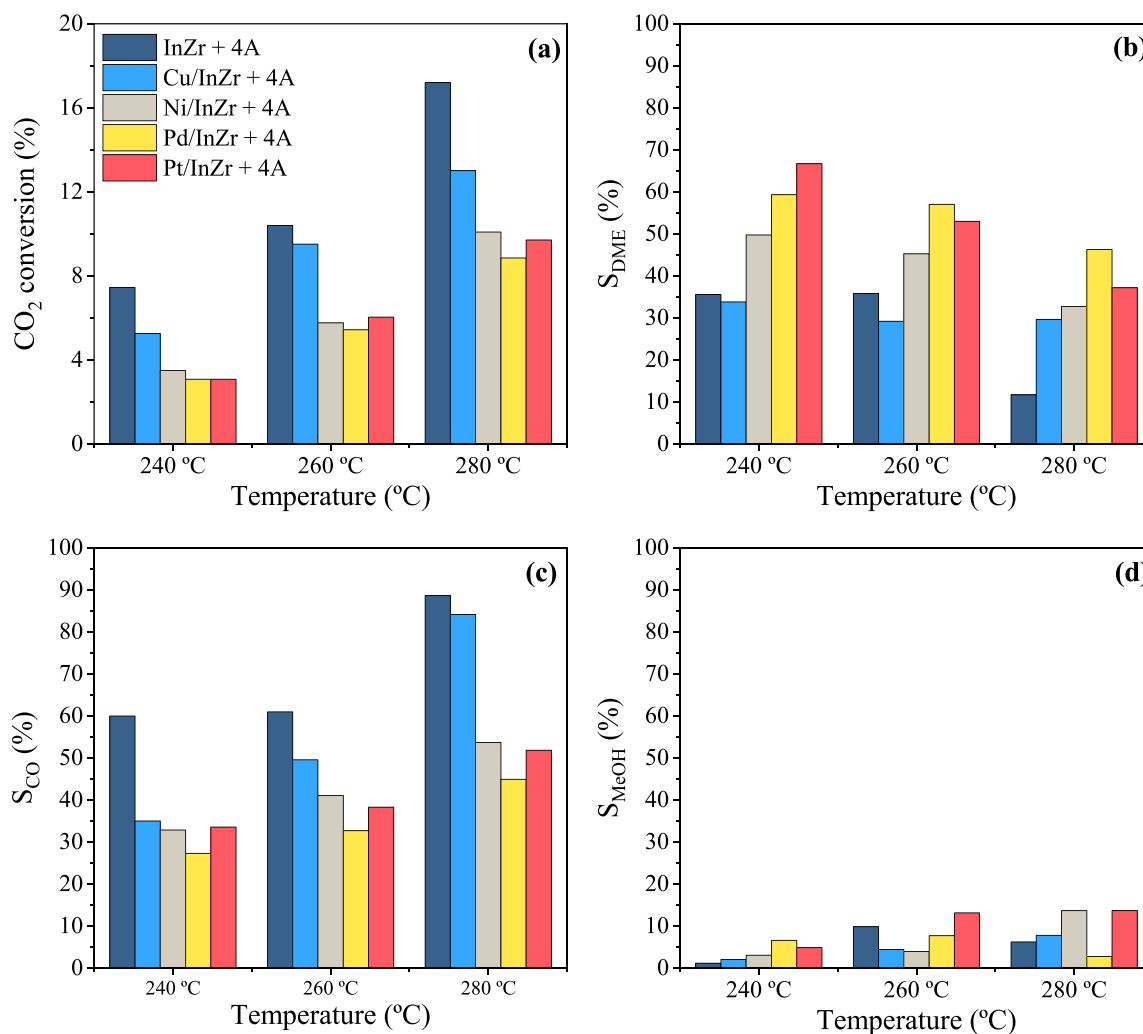 (a)
InZr + 4A
Cu/InZr + 4A
Ni/InZr + 4A
Pd/InZr + 4A
Pt/InZr + 4A
CO2 conversion (%)
20
16
12
8
4
0
240 ºC 260 ºC 280 ºC
Temperature (ºC)
(b)
SDME (%)
100
90
80
70
60
50
40
30
20
10
0
240 ºC 260 ºC 280 ºC
Temperature (ºC)
(c)
SCO (%)
100
90
80
70
60
50
40
30
20
10
0
240 ºC 260 ºC 280 ºC
Temperature (ºC)
(d)
SMeOH (%)
100
90
80
70
60
50
40
30
20
10
0
240 ºC 260 ºC 280 ºC
Temperature (ºC)